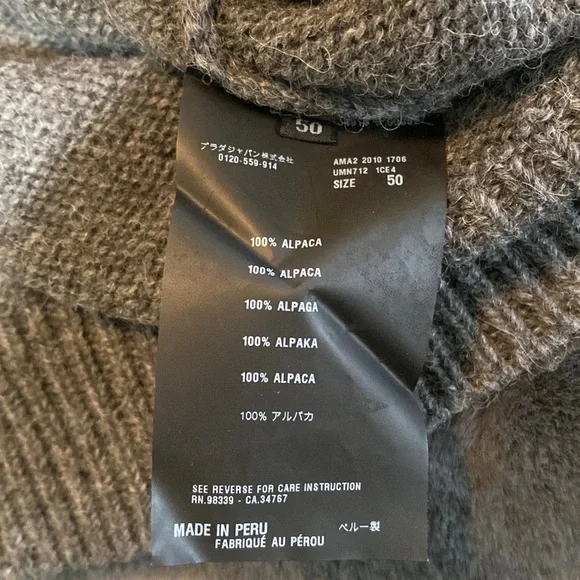 50
プラダジャパン株式会社
0120-559-914
AMA2 2010 1706
UMN712 1CE4
SIZE 50
100% ALPACA
100% ALPACA
100% ALPAGA
100% ALPAKA
100% ALPACA
100% アルパカ
SEE REVERSE FOR CARE INSTRUCTION
RN.98339 - CA.34767
MADE IN PERU ペルー製
FABRIQUÉ AU PÉROU